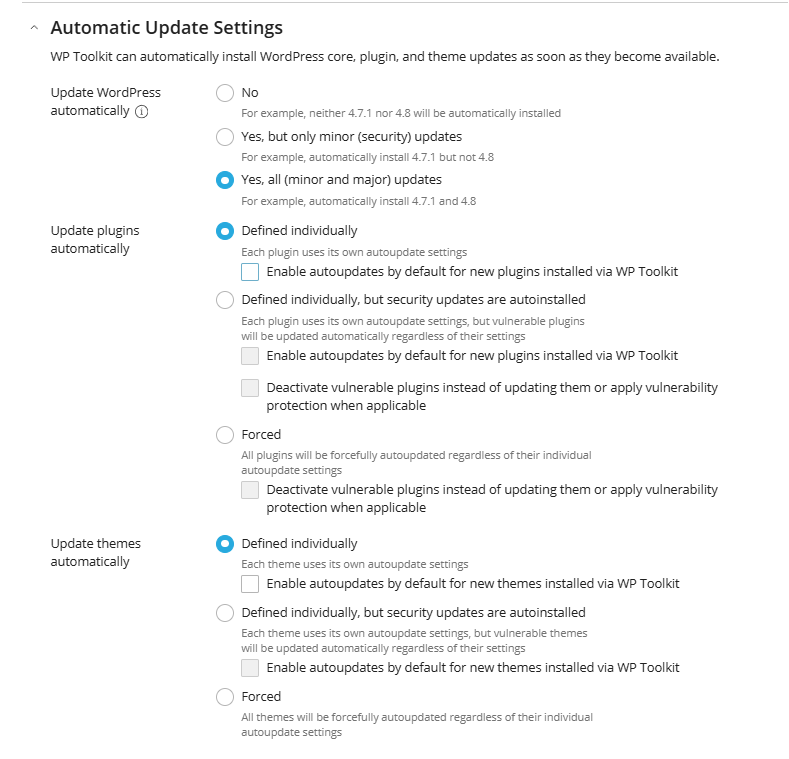 Automatic Update Settings
WP Toolkit can automatically install WordPress core, plugin, and theme updates as soon as they become available.
Update WordPress
automatically
No
For example, neither 4.7.1 nor 4.8 will be automatically installed
Yes, but only minor (security) updates
For example, automatically install 4.7.1 but not 4.8
Yes, all (minor and major) updates
For example, automatically install 4.7.1 and 4.8
Update plugins
automatically
Defined individually
Each plugin uses its own autoupdate settings
Enable autoupdates by default for new plugins installed via WP Toolkit
Defined individually, but security updates are autoinstalled
Each plugin uses its own autoupdate settings, but vulnerable plugins
will be updated automatically regardless of their settings
Enable autoupdates by default for new plugins installed via WP Toolkit
Deactivate vulnerable plugins instead of updating them or apply vulnerability
protection when applicable
Forced
All plugins will be forcefully autoupdated regardless of their individual
autoupdate settings
Deactivate vulnerable plugins instead of updating them or apply vulnerability
protection when applicable
Update themes
automatically
Defined individually
Each theme uses its own autoupdate settings
Enable autoupdates by default for new themes installed via WP Toolkit
Defined individually, but security updates are autoinstalled
Each theme uses its own autoupdate settings, but vulnerable themes
will be updated automatically regardless of their settings
Enable autoupdates by default for new themes installed via WP Toolkit
Forced
All themes will be forcefully autoupdated regardless of their individual
autoupdate settings